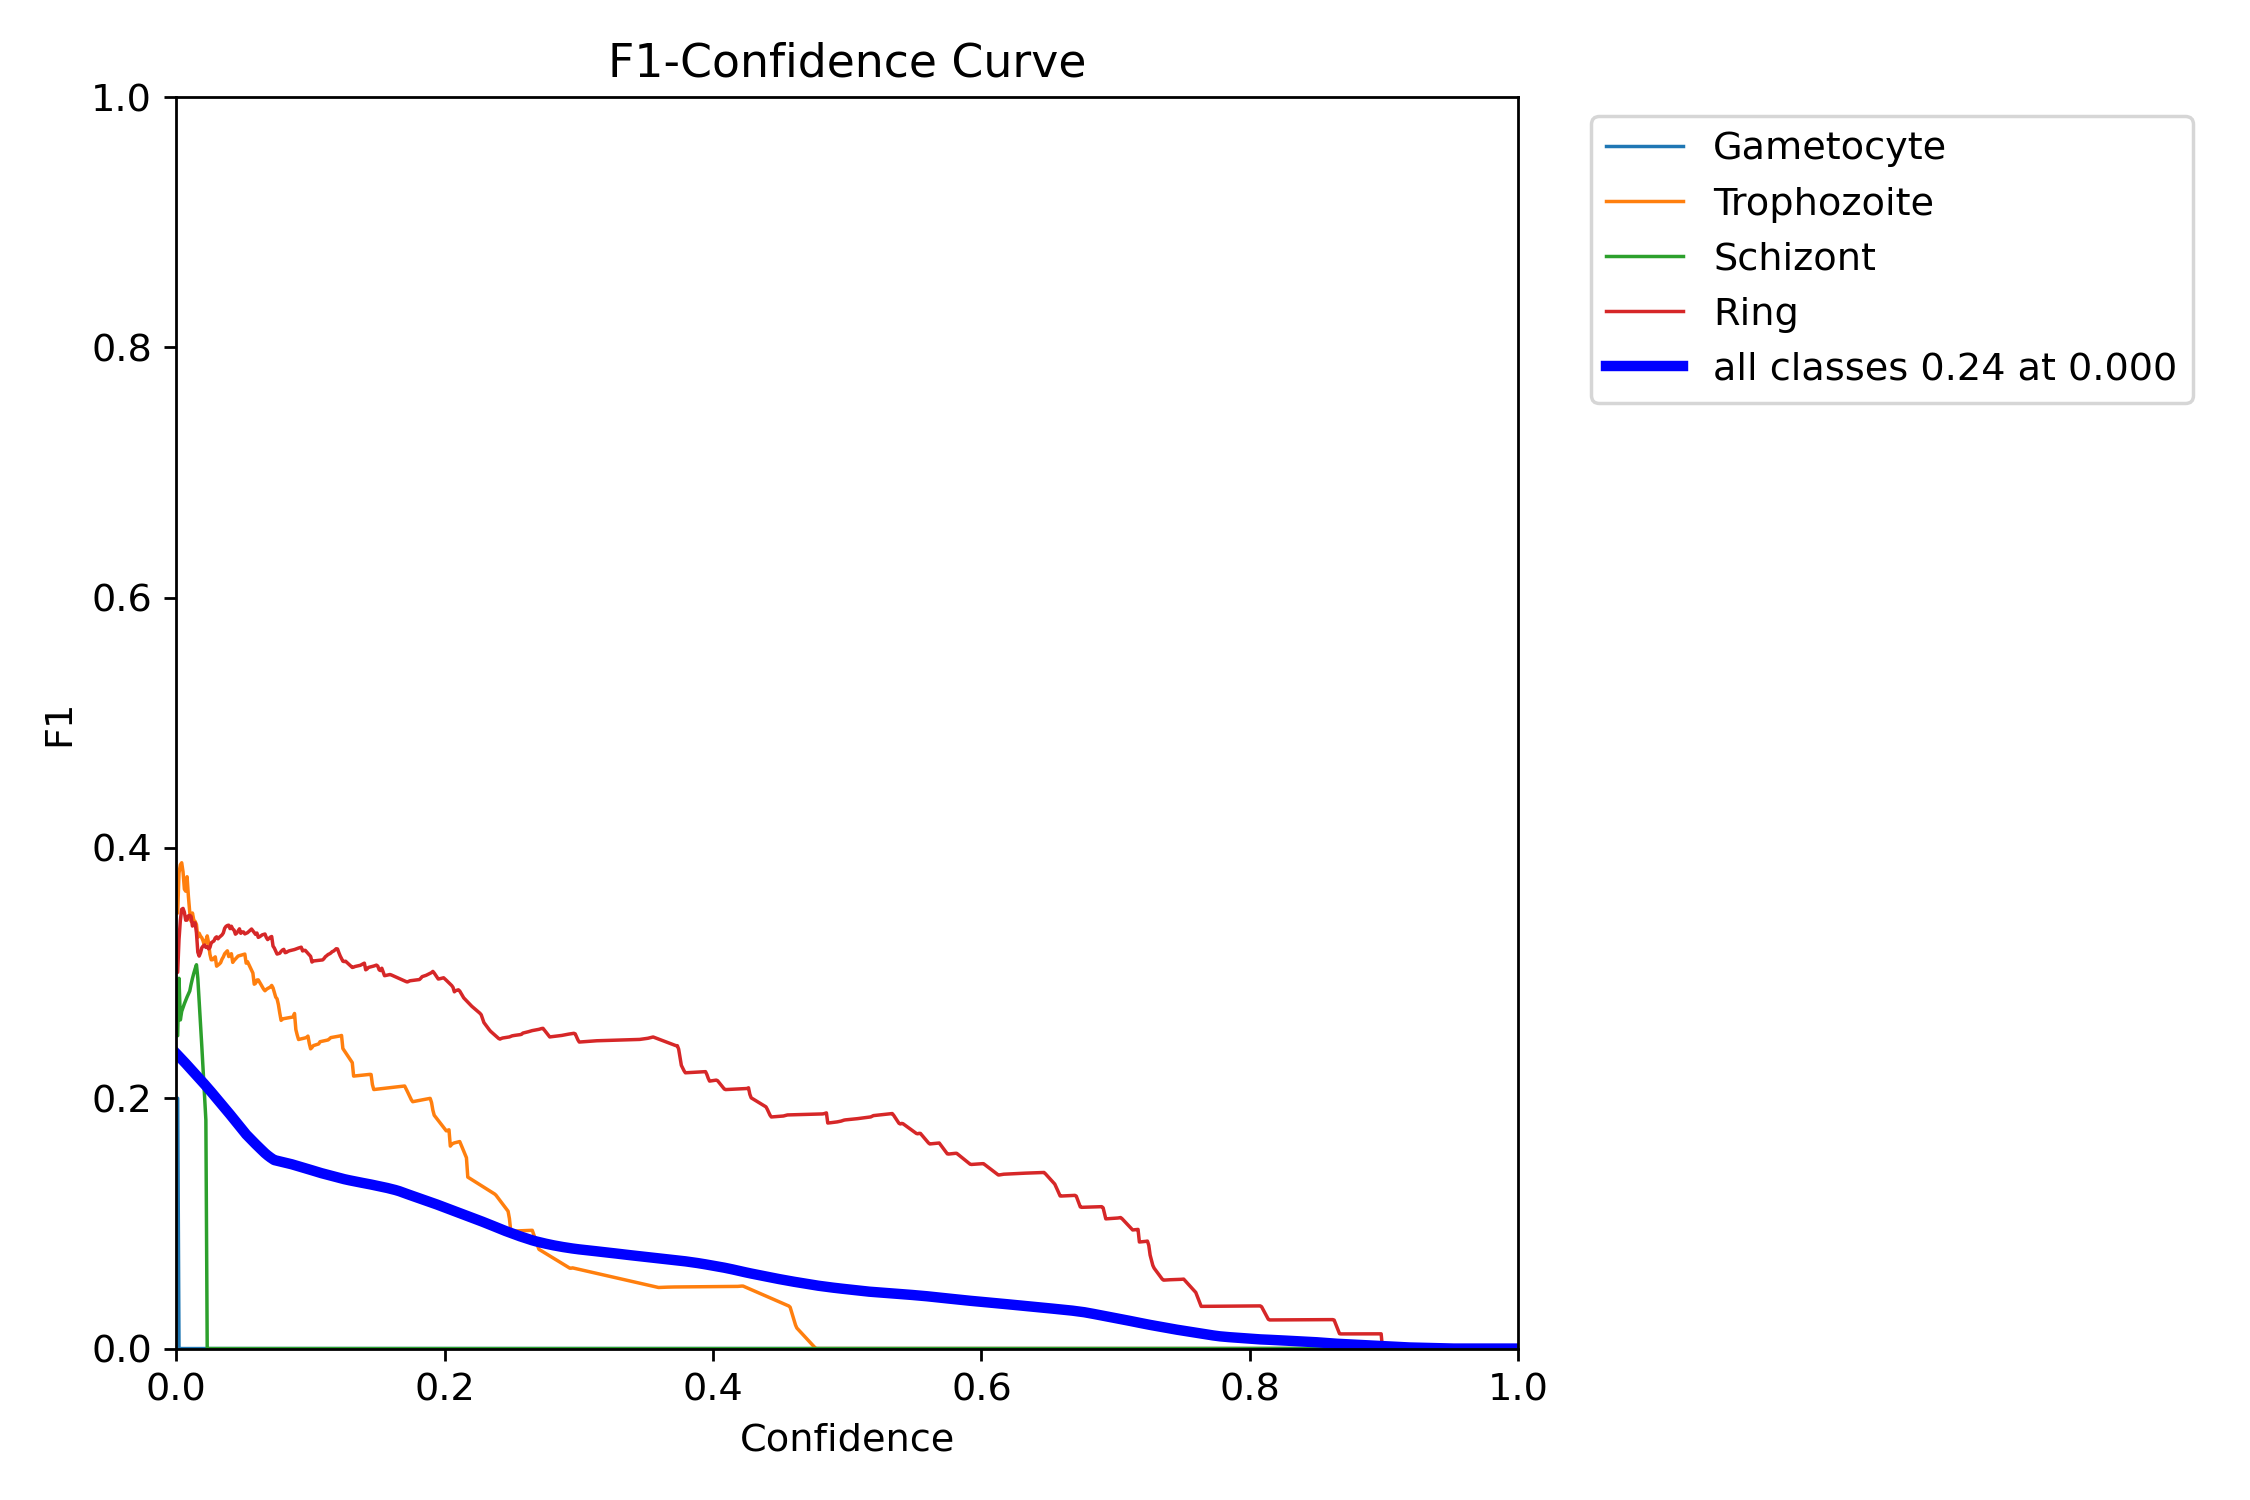 F1-Confidence Curve
1.0
0.8
0.6
0.4
0.2
0.0
F1
0.0 0.2 0.4 0.6 0.8 1.0
Confidence
Gametocyte
Trophozoite
Schizont
Ring
all classes 0.24 at 0.000